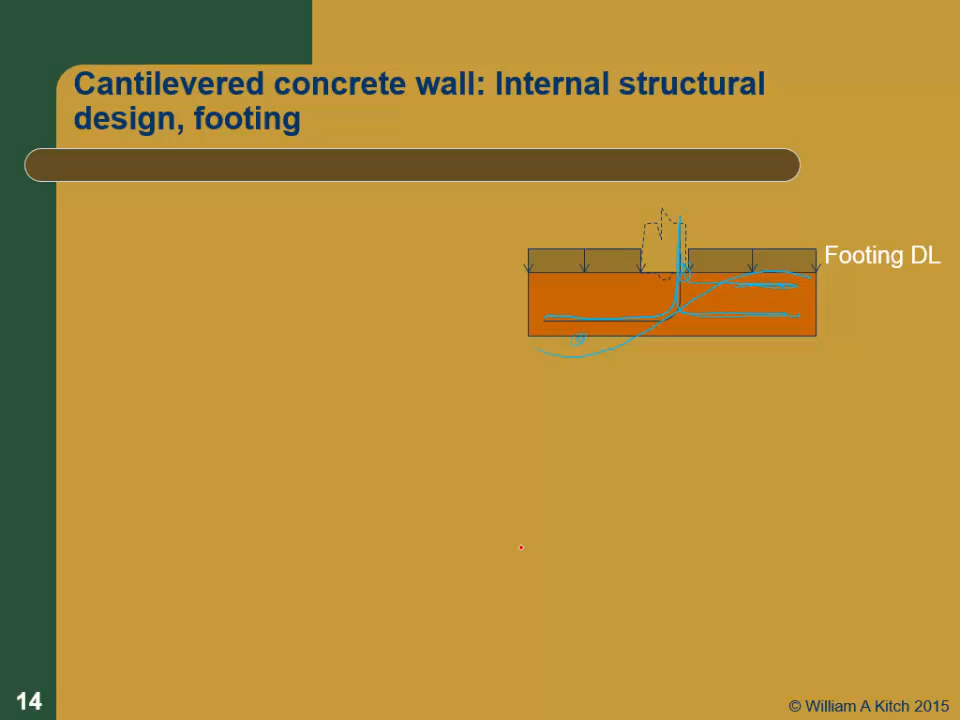 Cantilevered concrete wall: Internal structural
design, footing
Footing DL
14
© William A Kitch 2015